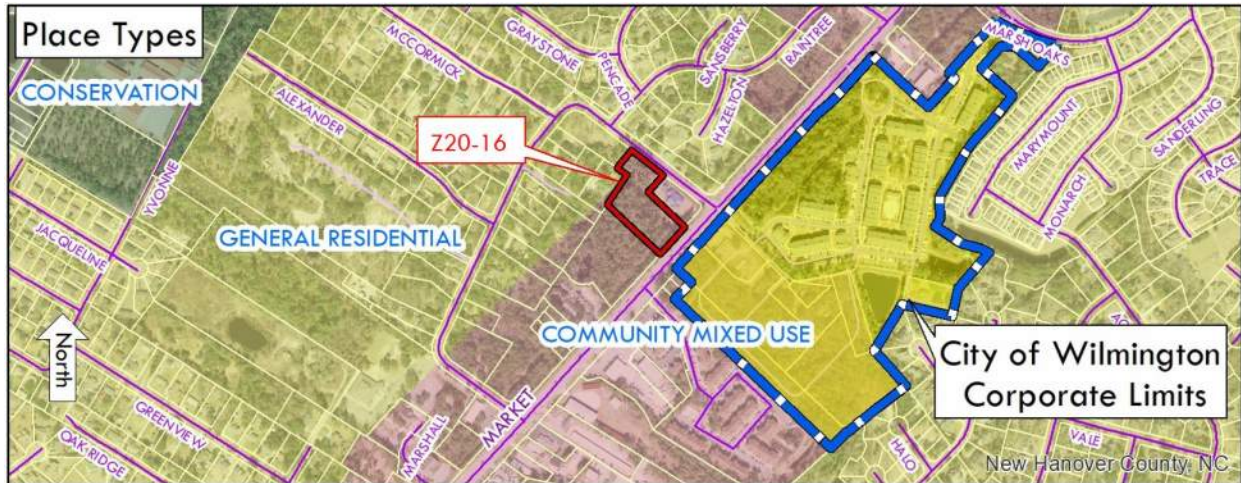 Place Types
CONSERVATION
MCCORMICK
GRAYSTONE
PENCADE
SANSBERRY
RAINTREE
HAZELTON
MARSH OAKS
ALEXANDER
YVONNE
JACQUELINE
Z20-16
MARYMOUNT
SANDERLING
TRACE
MONARCH
GENERAL RESIDENTIAL
COMMUNITY MIXED USE
North
GREENVIEW
OAK RIDGE
MARSHALL
MARKET
City of Wilmington
Corporate Limits
HALO
VALE
New Hanover County, NC